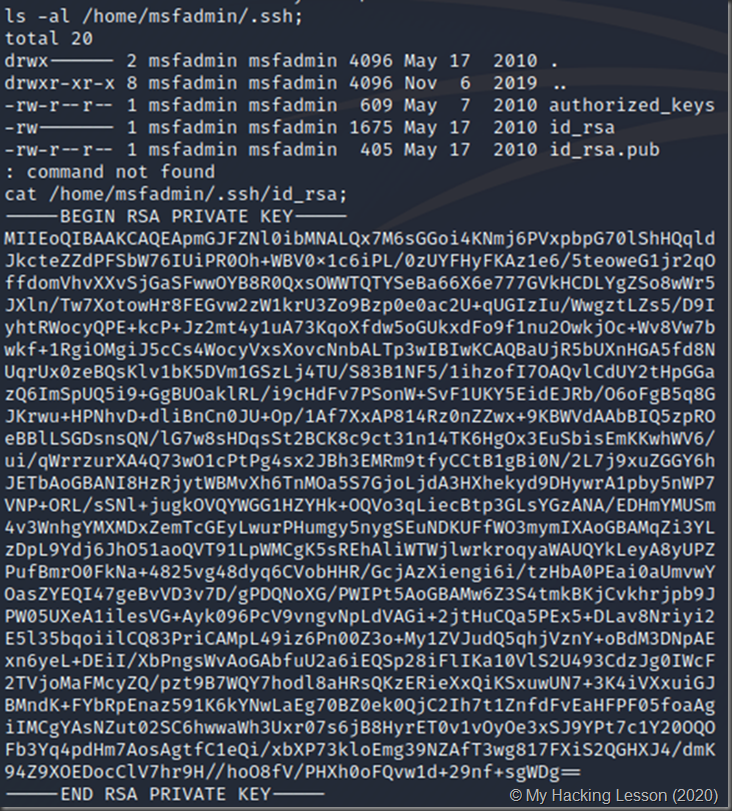 ls -al /home/msfadmin/.ssh;
total 20
drwx------ 2 msfadmin msfadmin 4096 May 17  2010 .
drwxr-xr-x 8 msfadmin msfadmin 4096 Nov  6  2019 ..
-rw-r--r-- 1 msfadmin msfadmin  609 May  7  2010 authorized_keys
-rw------- 1 msfadmin msfadmin 1675 May 17  2010 id_rsa
-rw-r--r-- 1 msfadmin msfadmin  405 May 17  2010 id_rsa.pub
: command not found
cat /home/msfadmin/.ssh/id_rsa;
-----BEGIN RSA PRIVATE KEY-----
MIIEoQIBAAKCAQEApmGJFZNl0ibMNALQx7M6sGGoi4KNmj6PVxpbpG70lShHQqld
JkcteZZdPFSbW76IUiPR0Oh+WBV0x1c6iPL/0zUYFHyFKAz1e6/5teoweG1jr2qO
ffdomVhvXXvSjGaSFwwOYB8R0QxsOWWTQTYSeBa66X6e777GVkHCDLYgZSo8wWr5
JXln/Tw7XotowHr8FEGvw2zW1krU3Zo9Bzp0e0ac2U+qUGIzIu/WwgztLZs5/D9I
yhtRWocyQPE+kcP+Jz2mt4y1uA73KqoXfdw5oGUkxdFo9f1nu2OwkjOc+Wv8Vw7b
wkf+1RgiOMgiJ5cCs4WocyVxsXovcNnbALTp3wIBIwKCAQBaUjR5bUXnHGA5fd8N
UqrUx0zeBQsKlv1bK5DVm1GSzLj4TU/S83B1NF5/1ihzofI7OAQvlCdUY2tHpGGa
zQ6ImSpUQ5i9+GgBUOaklRL/i9cHdFv7PSonW+SvF1UKY5EidEJRb/O6oFgB5q8G
JKrwu+HPNhvD+dliBnCn0JU+Op/1Af7XxAP814Rz0nZZwx+9KBWVdAAbBIQ5zpRO
eBBlLSGDsnsQN/lG7w8sHDqsSt2BCK8c9ct31n14TK6HgOx3EuSbisEmKKwhWV6/
ui/qWrrzurXA4Q73wO1cPtPg4sx2JBh3EMRm9tfyCCtB1gBi0N/2L7j9xuZGGY6h
JETbAoGBANI8HzRjytWBMvXh6TnMOa5S7GjoLjdA3HXhekyd9DHywrA1pby5nWP7
VNP+ORL/sSNl+jugkOVQYWGG1HZYHk+OQVo3qLiecBtp3GLsYGzANA/EDHmYMUSm
4v3WnhgYMXMDxZemTcGEyLwurPHumgy5nygSEuNDKUFfWO3mymIXAoGBAMqZi3YL
zDpL9Ydj6JhO51aoQVT91LpWMCgK5sREhAliWTWjlwrkroqyaWAUQYkLeyA8yUPZ
PufBmrO0FkNa+4825vg48dyq6CVobHHR/GcjAzXiengi6i/tzHbA0PEai0aUmvwY
OasZYEQI47geBvVD3v7D/gPDQNoXG/PWIPt5AoGBAMw6Z3S4tmkBKjCvkhrjpb9J
PW05UXeA1ilesVG+Ayk096PcV9vngvNpLdVAGi+2jtHuCQa5PEx5+DLav8Nriyi2
E5l35bqoiilCQ83PriCAMpL49iz6Pn00Z3o+My1ZVJudQ5qhjVznY+oBdM3DNpAE
xn6yeL+DEiI/XbPngsWvAoGAbfuU2a6iEQSp28iFlIKa10VlS2U493CdzJg0IWcF
2TVjoMaFMcyZQ/pzt9B7WQY7hodl8aHRsQKzERieXxQiKSxuwUN7+3K4iVXxuiGJ
BMndK+FYbRpEnaz591K6kYNwLaEg70BZ0ek0QjC2Ih7t1ZnfdFvEaHFPF05foaAg
iIMCgYAsNZut02SC6hwwaWh3Uxr07s6jB8HyrET0v1vOyOe3xSJ9YPt7c1Y20OQO
Fb3Yq4pdHm7AosAgtfC1eQi/xbXP73kloEmg39NZAfT3wg817FXiS2QGHXJ4/dmK
94Z9XOEDocClV7hr9H//hoO8fV/PHXh0oFQvw1d+29nf+sgWDg==
-----END RSA PRIVATE KEY-----
© My Hacking Lesson (2020)